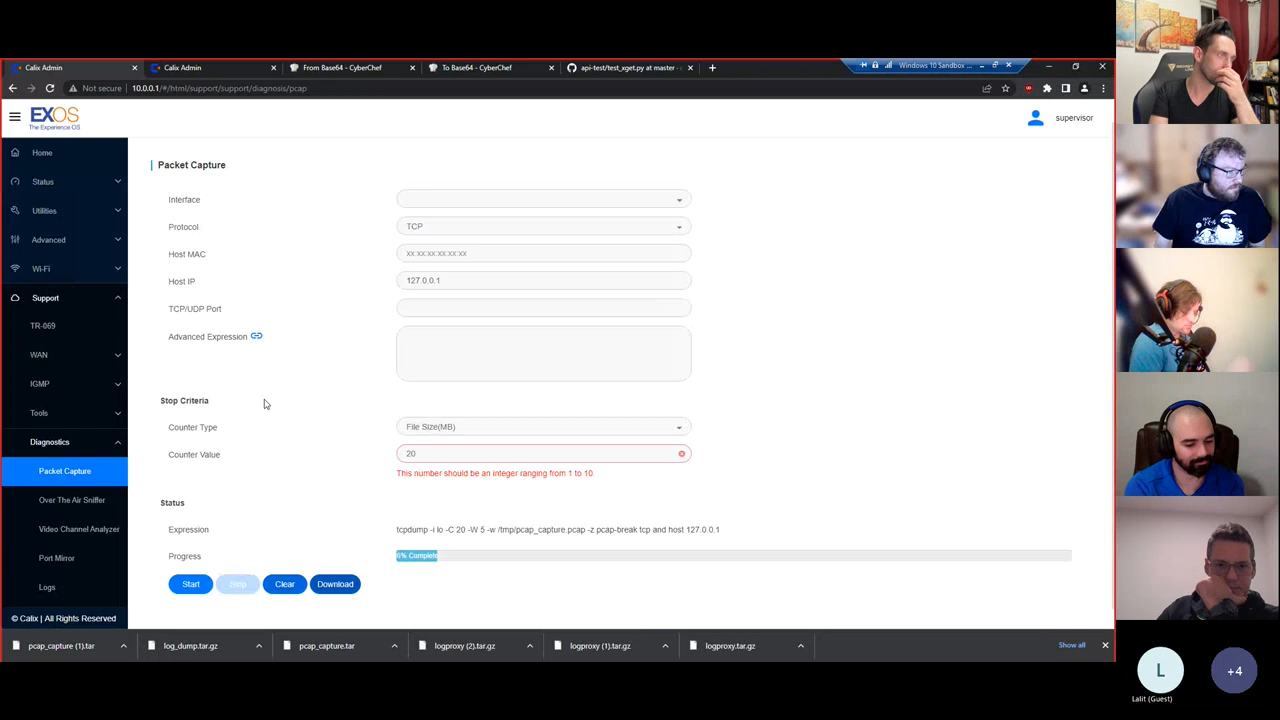 Calix Admin
Calix Admin
From Base64 - CyberChef
To Base64 - CyberChef
api-test/test_xget.py at master
Windows 10 Sandbox ...
Not secure
10.0.0.1/#/html/support/support/diagnosis/pcap
EXOS
The Experience OS
supervisor
Home
Status
Utilities
Advanced
Wi-Fi
Support
TR-069
WAN
IGMP
Tools
Diagnostics
Packet Capture
Over The Air Sniffer
Video Channel Analyzer
Port Mirror
Logs
© Calix | All Rights Reserved
Packet Capture
Interface
Protocol
TCP
Host MAC
xx:xx:xx:xx:xx:xx
Host IP
127.0.0.1
TCP/UDP Port
Advanced Expression
Stop Criteria
Counter Type
File Size(MB)
Counter Value
20
This number should be an integer ranging from 1 to 10.
Status
Expression
tcpdump -i lo -C 20 -W 5 -w /tmp/pcap_capture.pcap -z pcap-break tcp and host 127.0.0.1
Progress
0% Complete
Start
Stop
Clear
Download
pcap_capture (1).tar
log_dump.tar.gz
pcap_capture.tar
logproxy (2).tar.gz
logproxy (1).tar.gz
logproxy.tar.gz
Show all
L
+4
Lalit (Guest)